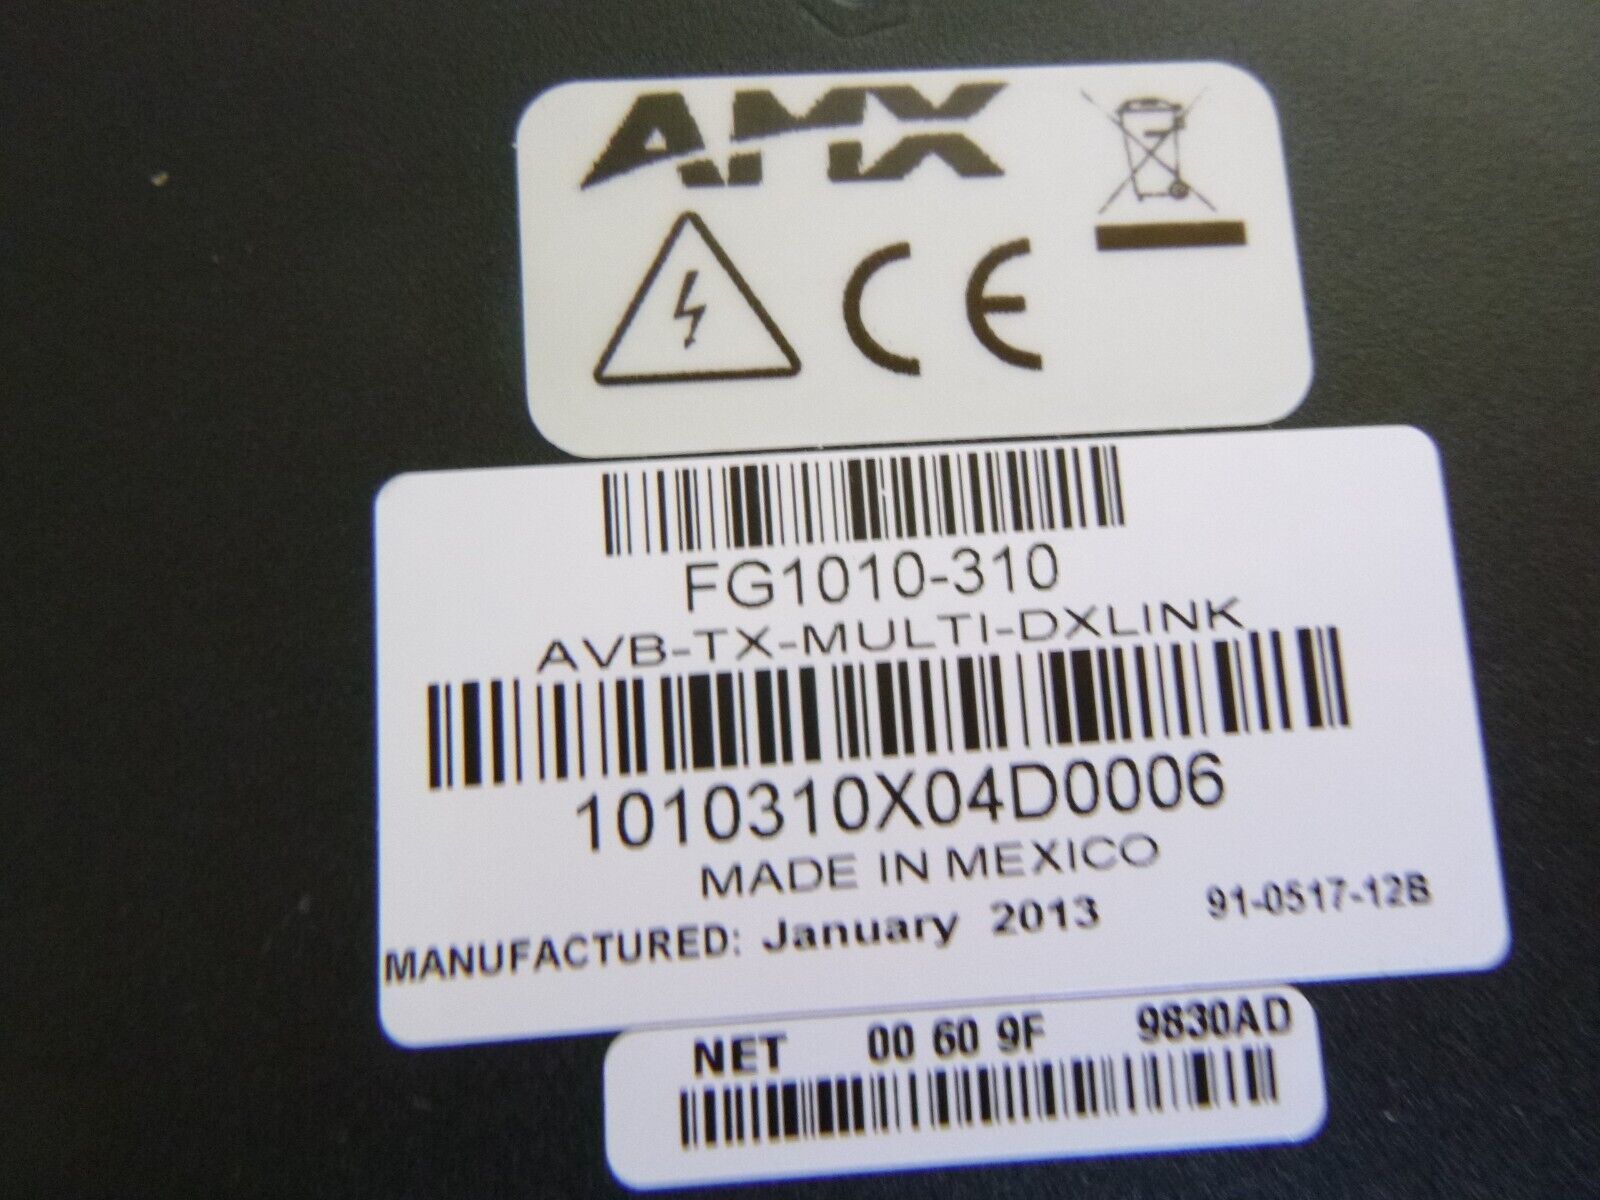 AMX
CE
FG1010-310
AVB-TX-MULTI-DXLINK
1010310X04D0006
MADE IN MEXICO
MANUFACTURED: January 2013 91-0517-12B
NET 00 60 9F 9830AD